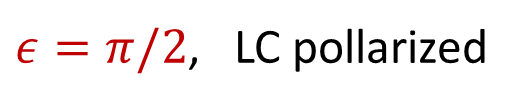 ϵ = π/2, LC pollarized